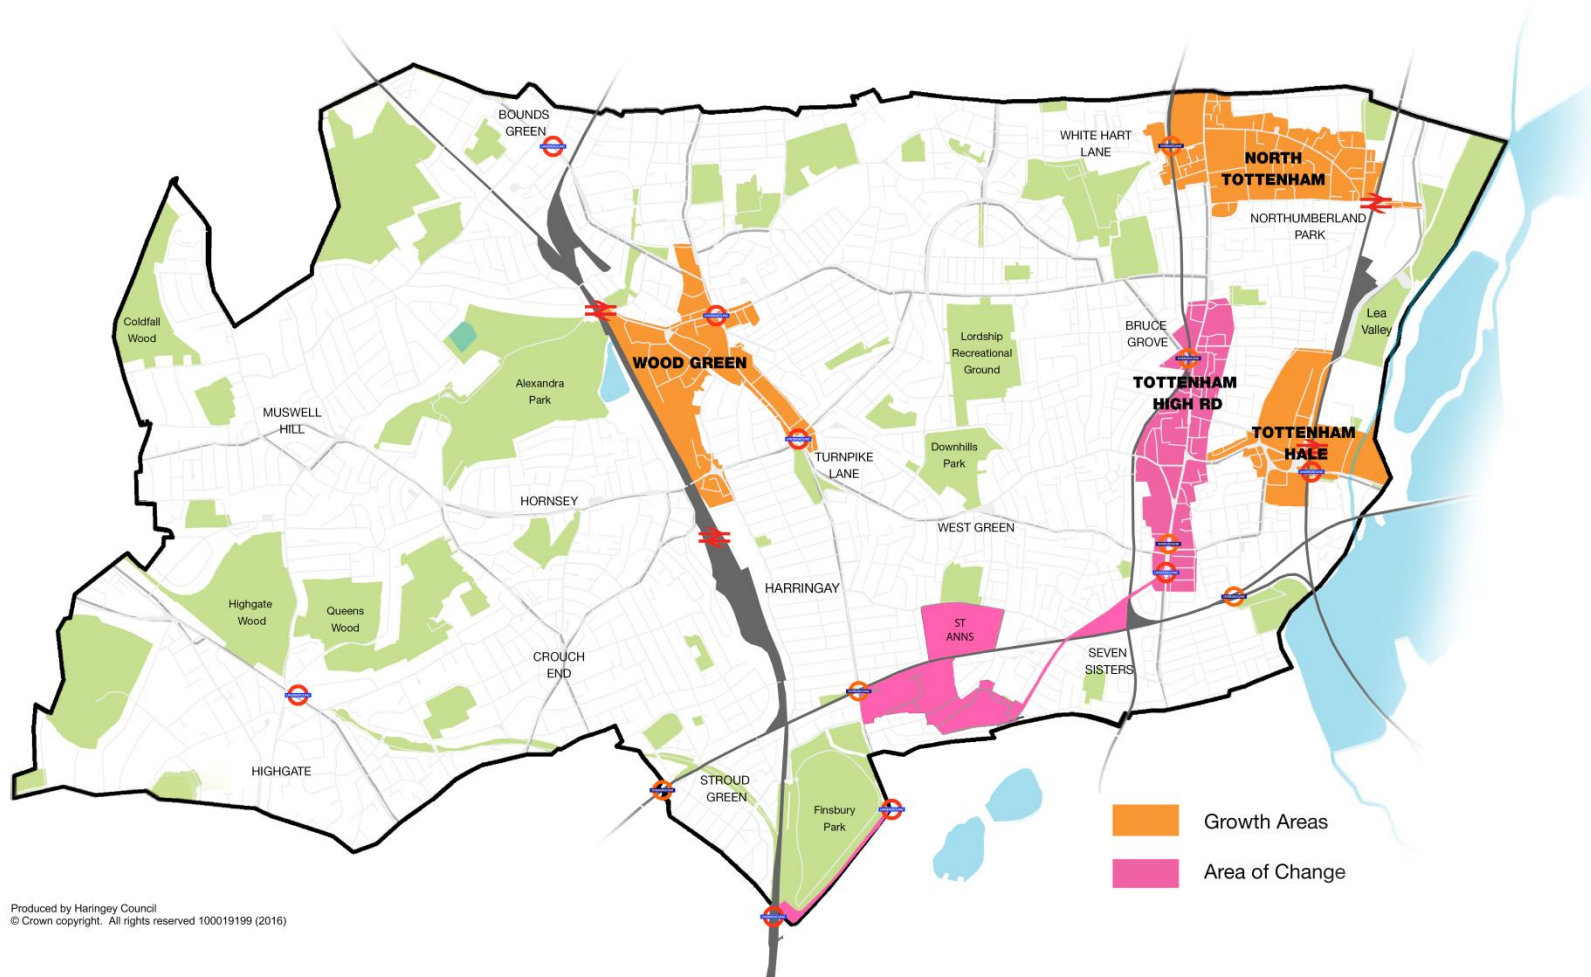 BOUNDS
GREEN
WHITE HART
LANE
NORTH
TOTTENHAM
NORTHUMBERLAND
PARK
Coldfall
Wood
Lea
Valley
BRUCE
GROVE
Lordship
Recreational
Ground
WOOD GREEN
Alexandra
Park
TOTTENHAM
HIGH RD
MUSWELL
HILL
TOTTENHAM
HALE
Downhills
Park
TURNPIKE
LANE
HORNSEY
WEST GREEN
HARRINGAY
Highgate
Wood
Queens
Wood
ST
ANNS
CROUCH
END
SEVEN
SISTERS
HIGHGATE
STROUD
GREEN
Finsbury
Park
Growth Areas
Area of Change
Produced by Haringey Council
© Crown copyright. All rights reserved 100019199 (2016)